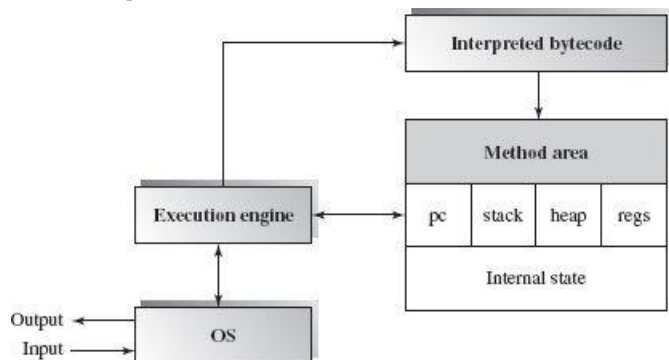 Interpreted bytecode
Method area
Execution engine
pc
stack
heap
regs
Internal state
Output
Input
OS